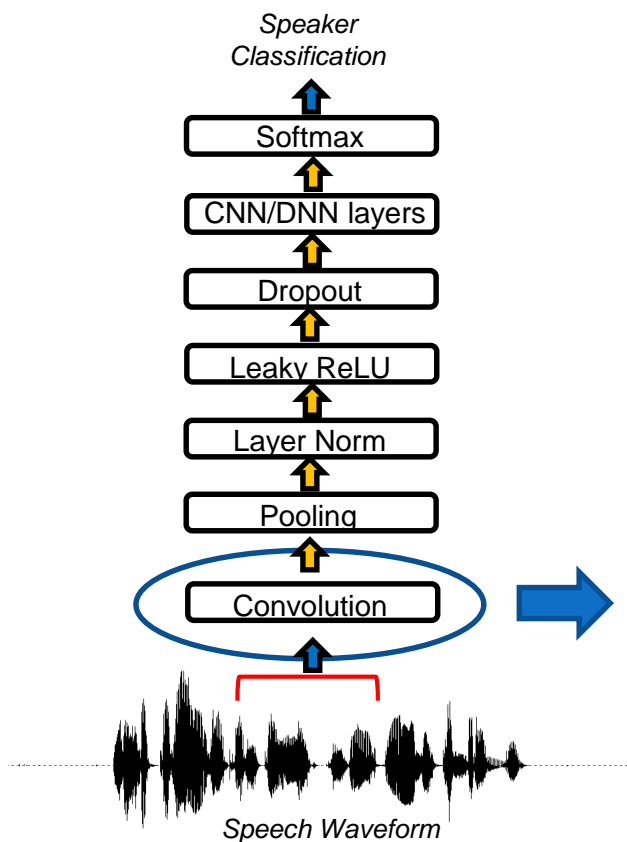 Speaker
Classification
Softmax
CNN/DNN layers
Dropout
Leaky ReLU
Layer Norm
Pooling
Convolution
Speech Waveform